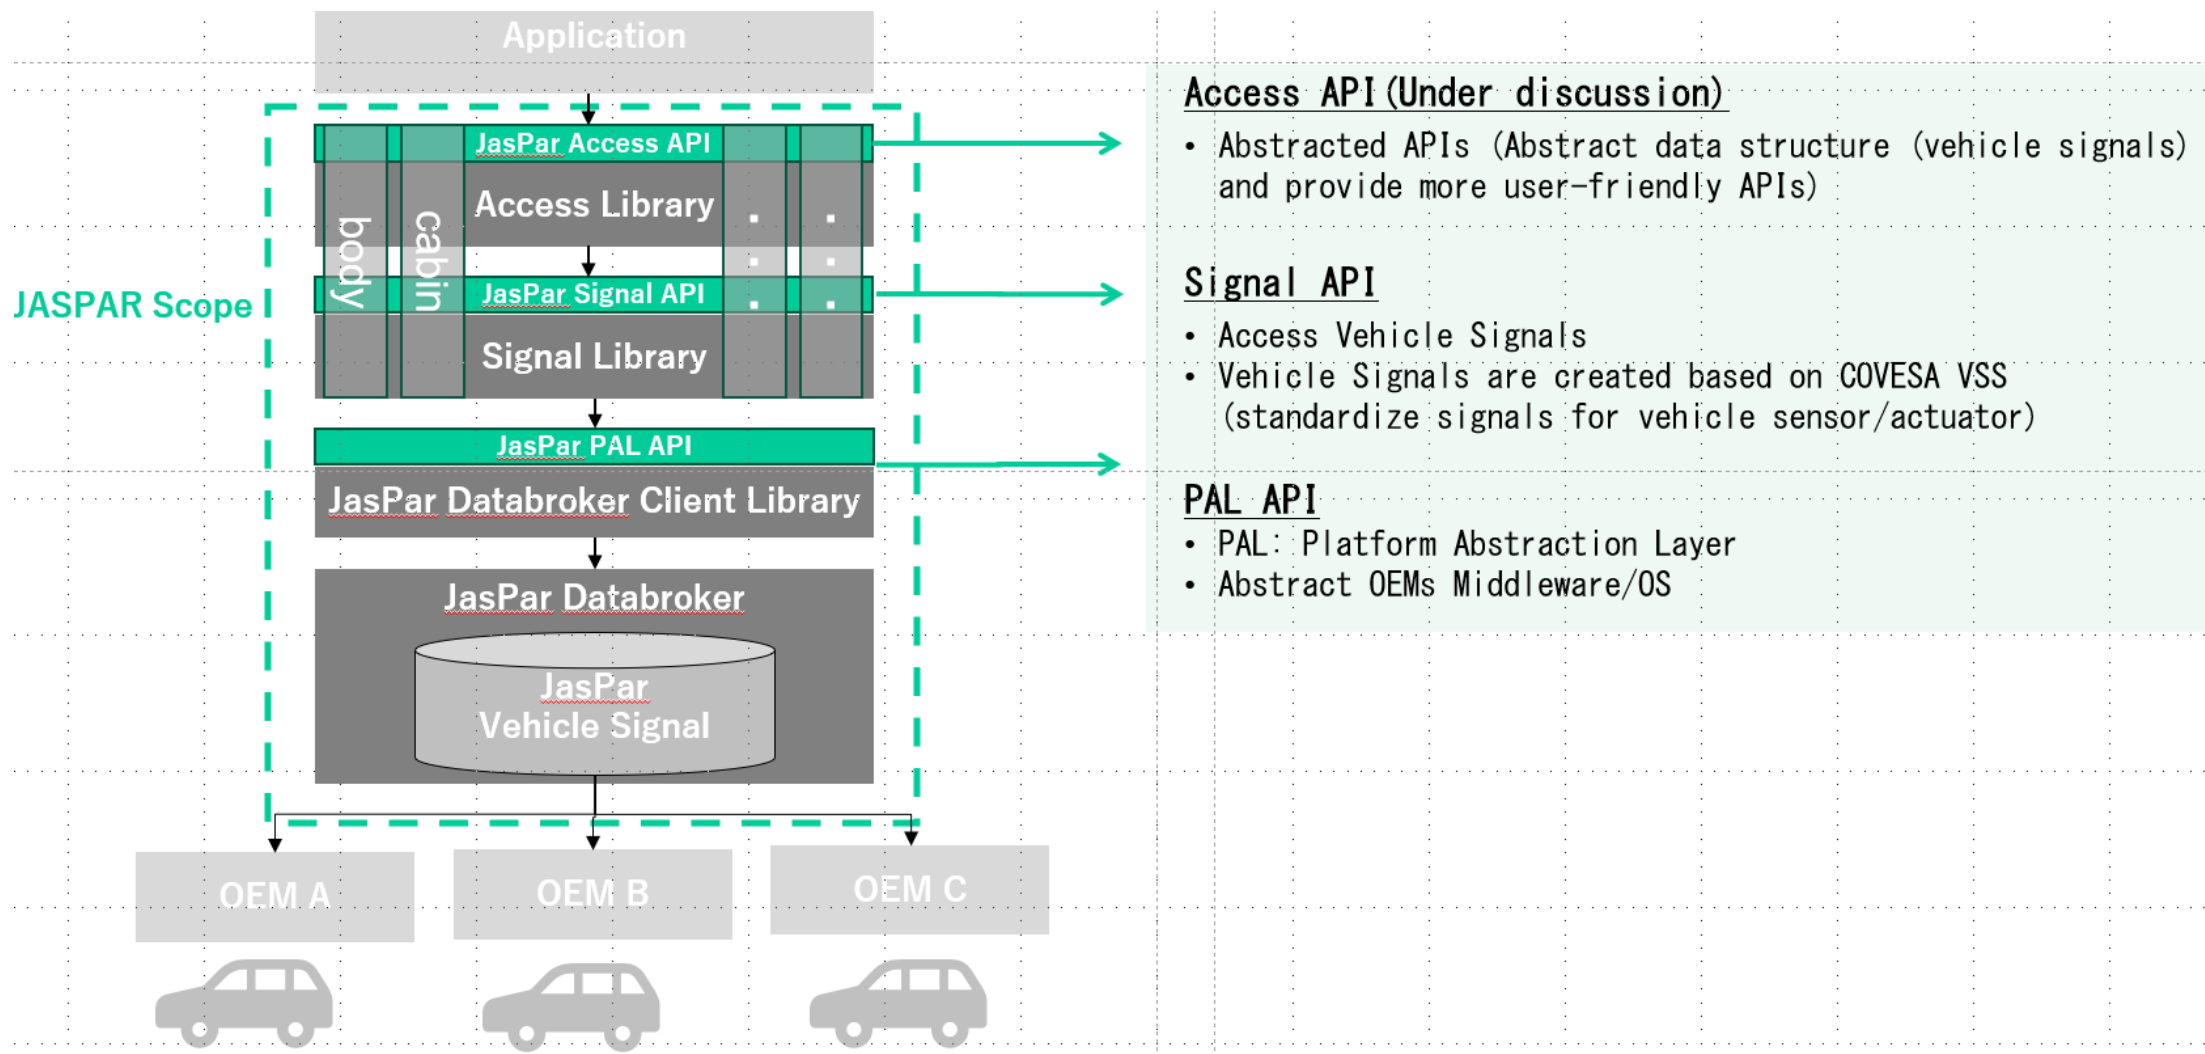 Application
JasPar Access API
Access Library
JasPar Signal API
Signal Library
body
cabin
JASPAR Scope
JasPar PAL API
JasPar Databroker Client Library
JasPar Databroker
JasPar
Vehicle Signal
OEM A
OEM B
OEM C
Access API(Under discussion)
• Abstracted APIs (Abstract data structure (vehicle signals)
and provide more user-friendly APIs)
Signal API
• Access Vehicle Signals
• Vehicle Signals are created based on COVESA VSS
(standardize signals for vehicle sensor/actuator)
PAL API
• PAL: Platform Abstraction Layer
• Abstract OEMs Middleware/OS